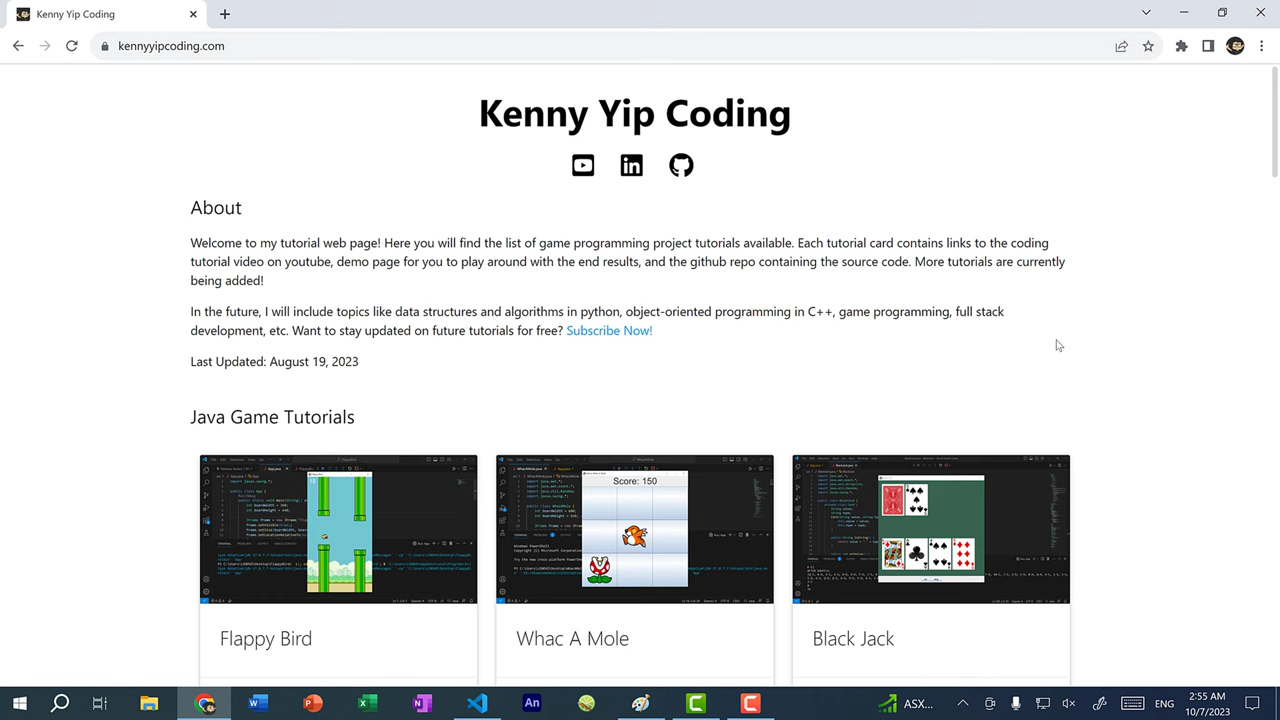 Kenny Yip Coding
kennyyipcoding.com
Kenny Yip Coding
About
Welcome to my tutorial web page! Here you will find the list of game programming project tutorials available. Each tutorial card contains links to the coding
tutorial video on youtube, demo page for you to play around with the end results, and the github repo containing the source code. More tutorials are currently
being added!
In the future, I will include topics like data structures and algorithms in python, object-oriented programming in C++, game programming, full stack
development, etc. Want to stay updated on future tutorials for free? Subscribe Now!
Last Updated: August 19, 2023
Java Game Tutorials
Score: 150
Flappy Bird
Whac A Mole
Black Jack
ASX...
ENG
2:55 AM
10/7/2023